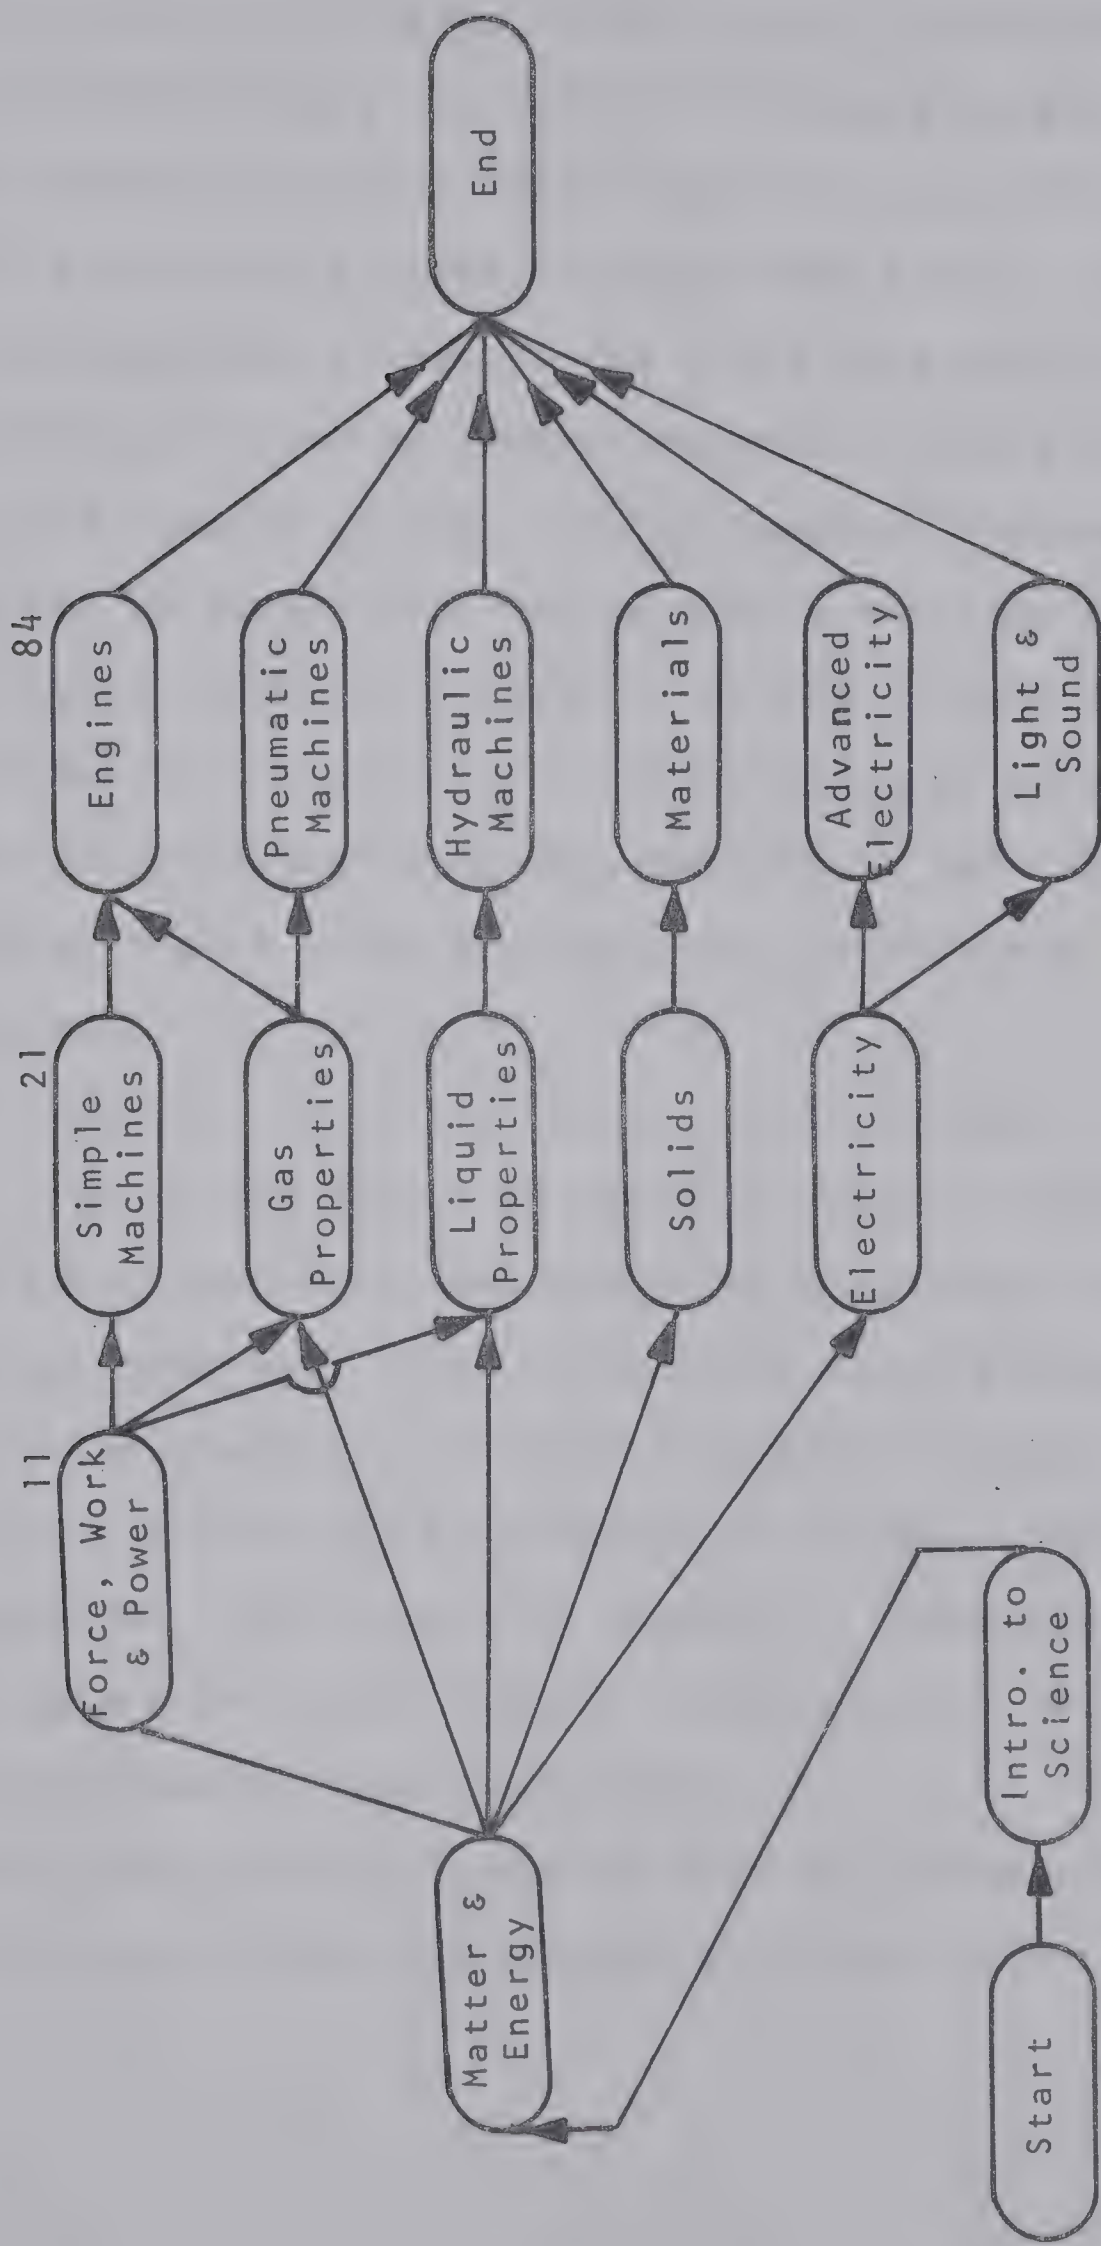 Start
Intro. to
Science
Matter &
Energy
11
Force, Work
& Power
21
Simple
Machines
Gas
Properties
Liquid
Properties
Solids
Electricity
84
Engines
Pneumatic
Machines
Hydraulic
Machines
Materials
Advanced
Electricity
Light &
Sound
End